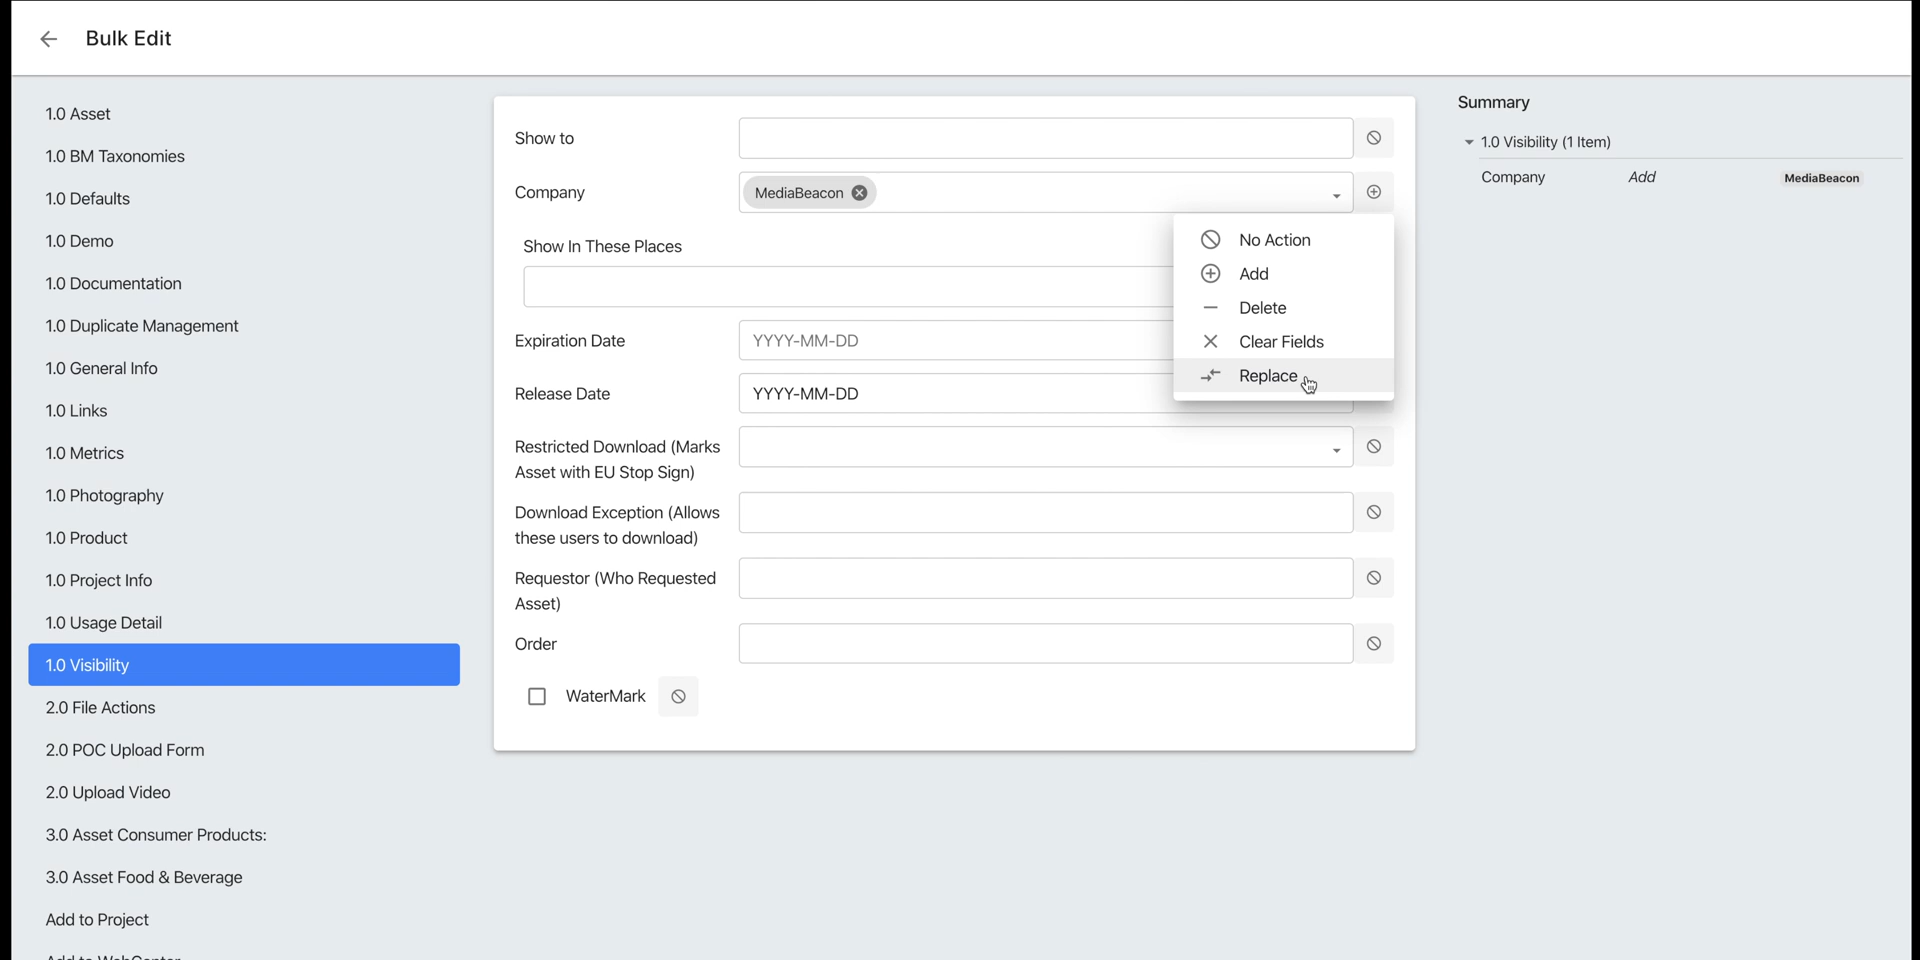 Bulk Edit
1.0 Asset
1.0 BM Taxonomies
1.0 Defaults
1.0 Demo
1.0 Documentation
1.0 Duplicate Management
1.0 General Info
1.0 Links
1.0 Metrics
1.0 Photography
1.0 Product
1.0 Project Info
1.0 Usage Detail
1.0 Visibility
2.0 File Actions
2.0 POC Upload Form
2.0 Upload Video
3.0 Asset Consumer Products:
3.0 Asset Food & Beverage
Add to Project
Show to
Company MediaBeacon
Show In These Places
Expiration Date YYYY-MM-DD
Release Date YYYY-MM-DD
Restricted Download (Marks
Asset with EU Stop Sign)
Download Exception (Allows
these users to download)
Requestor (Who Requested
Asset)
Order
WaterMark
No Action
Add
Delete
Clear Fields
Replace
Summary
1.0 Visibility (1 Item)
Company Add MediaBeacon